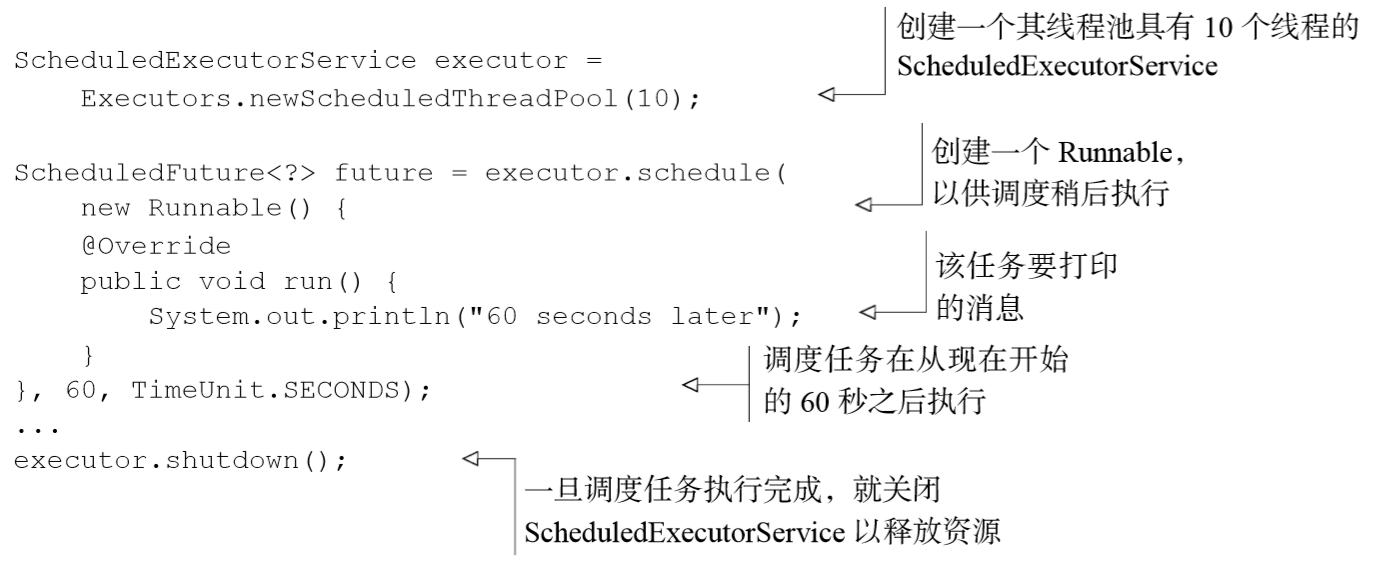 创建一个其线程池具有 10 个线程的
ScheduledExecutorService executor =
ScheduledExecutorService
Executors.newScheduledThreadPool(10);
创建一个 Runnable,
ScheduledFuture<?> future = executor.schedule(
以供调度稍后执行
new Runnable() {
@Override
该任务要打印
public void run() {
的消息
System.out.println("60 seconds later");
}
调度任务在从现在开始
}, 60, TimeUnit.SECONDS);
的 60 秒之后执行
...
executor.shutdown();
一旦调度任务执行完成，就关闭
ScheduledExecutorService 以释放资源